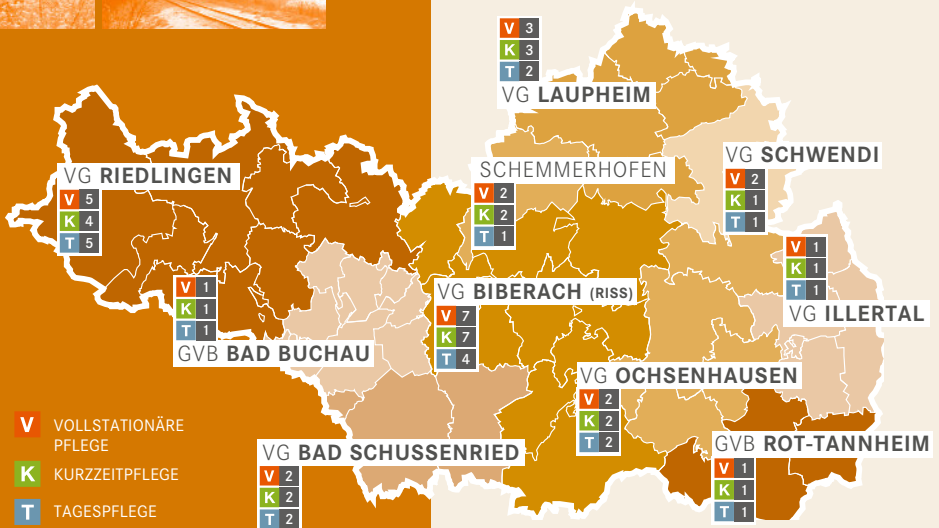 V 3
K 3
T 2
VG LAUPHEIM
VG RIEDLINGEN
V 5
K 4
T 5
SCHEMMERHOFEN
V 2
K 2
T 1
VG SCHWENDI
V 2
K 1
T 1
V 1
K 1
T 1
VG ILLERTAL
V 1
K 1
T 1
GVB BAD BUCHAU
VG BIBERACH (RISS)
V 7
K 7
T 4
VG OCHSENHAUSEN
V 2
K 2
T 2
VG BAD SCHUSSENRIED
V 2
K 2
T 2
GVB ROT-TANNHEIM
V 1
K 1
T 1
V VOLLSTATIONÄRE
PFLEGE
K KURZZEITPFLEGE
T TAGESPFLEGE